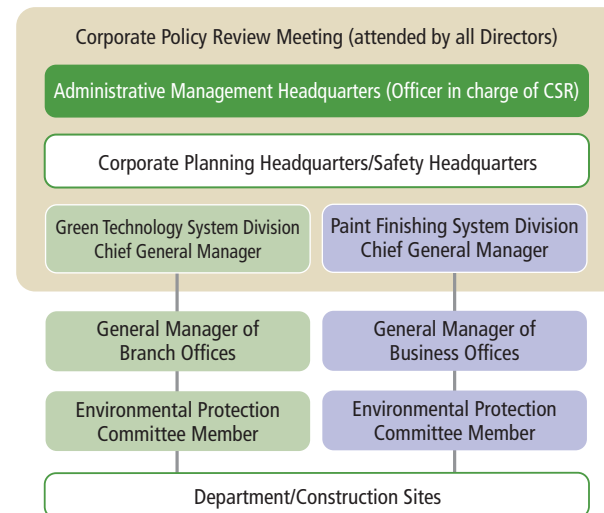 Corporate Policy Review Meeting (attended by all Directors)
Administrative Management Headquarters (Officer in charge of CSR)
Corporate Planning Headquarters/Safety Headquarters
Green Technology System Division
Chief General Manager
Paint Finishing System Division
Chief General Manager
General Manager of
Branch Offices
General Manager of
Business Offices
Environmental Protection
Committee Member
Environmental Protection
Committee Member
Department/Construction Sites